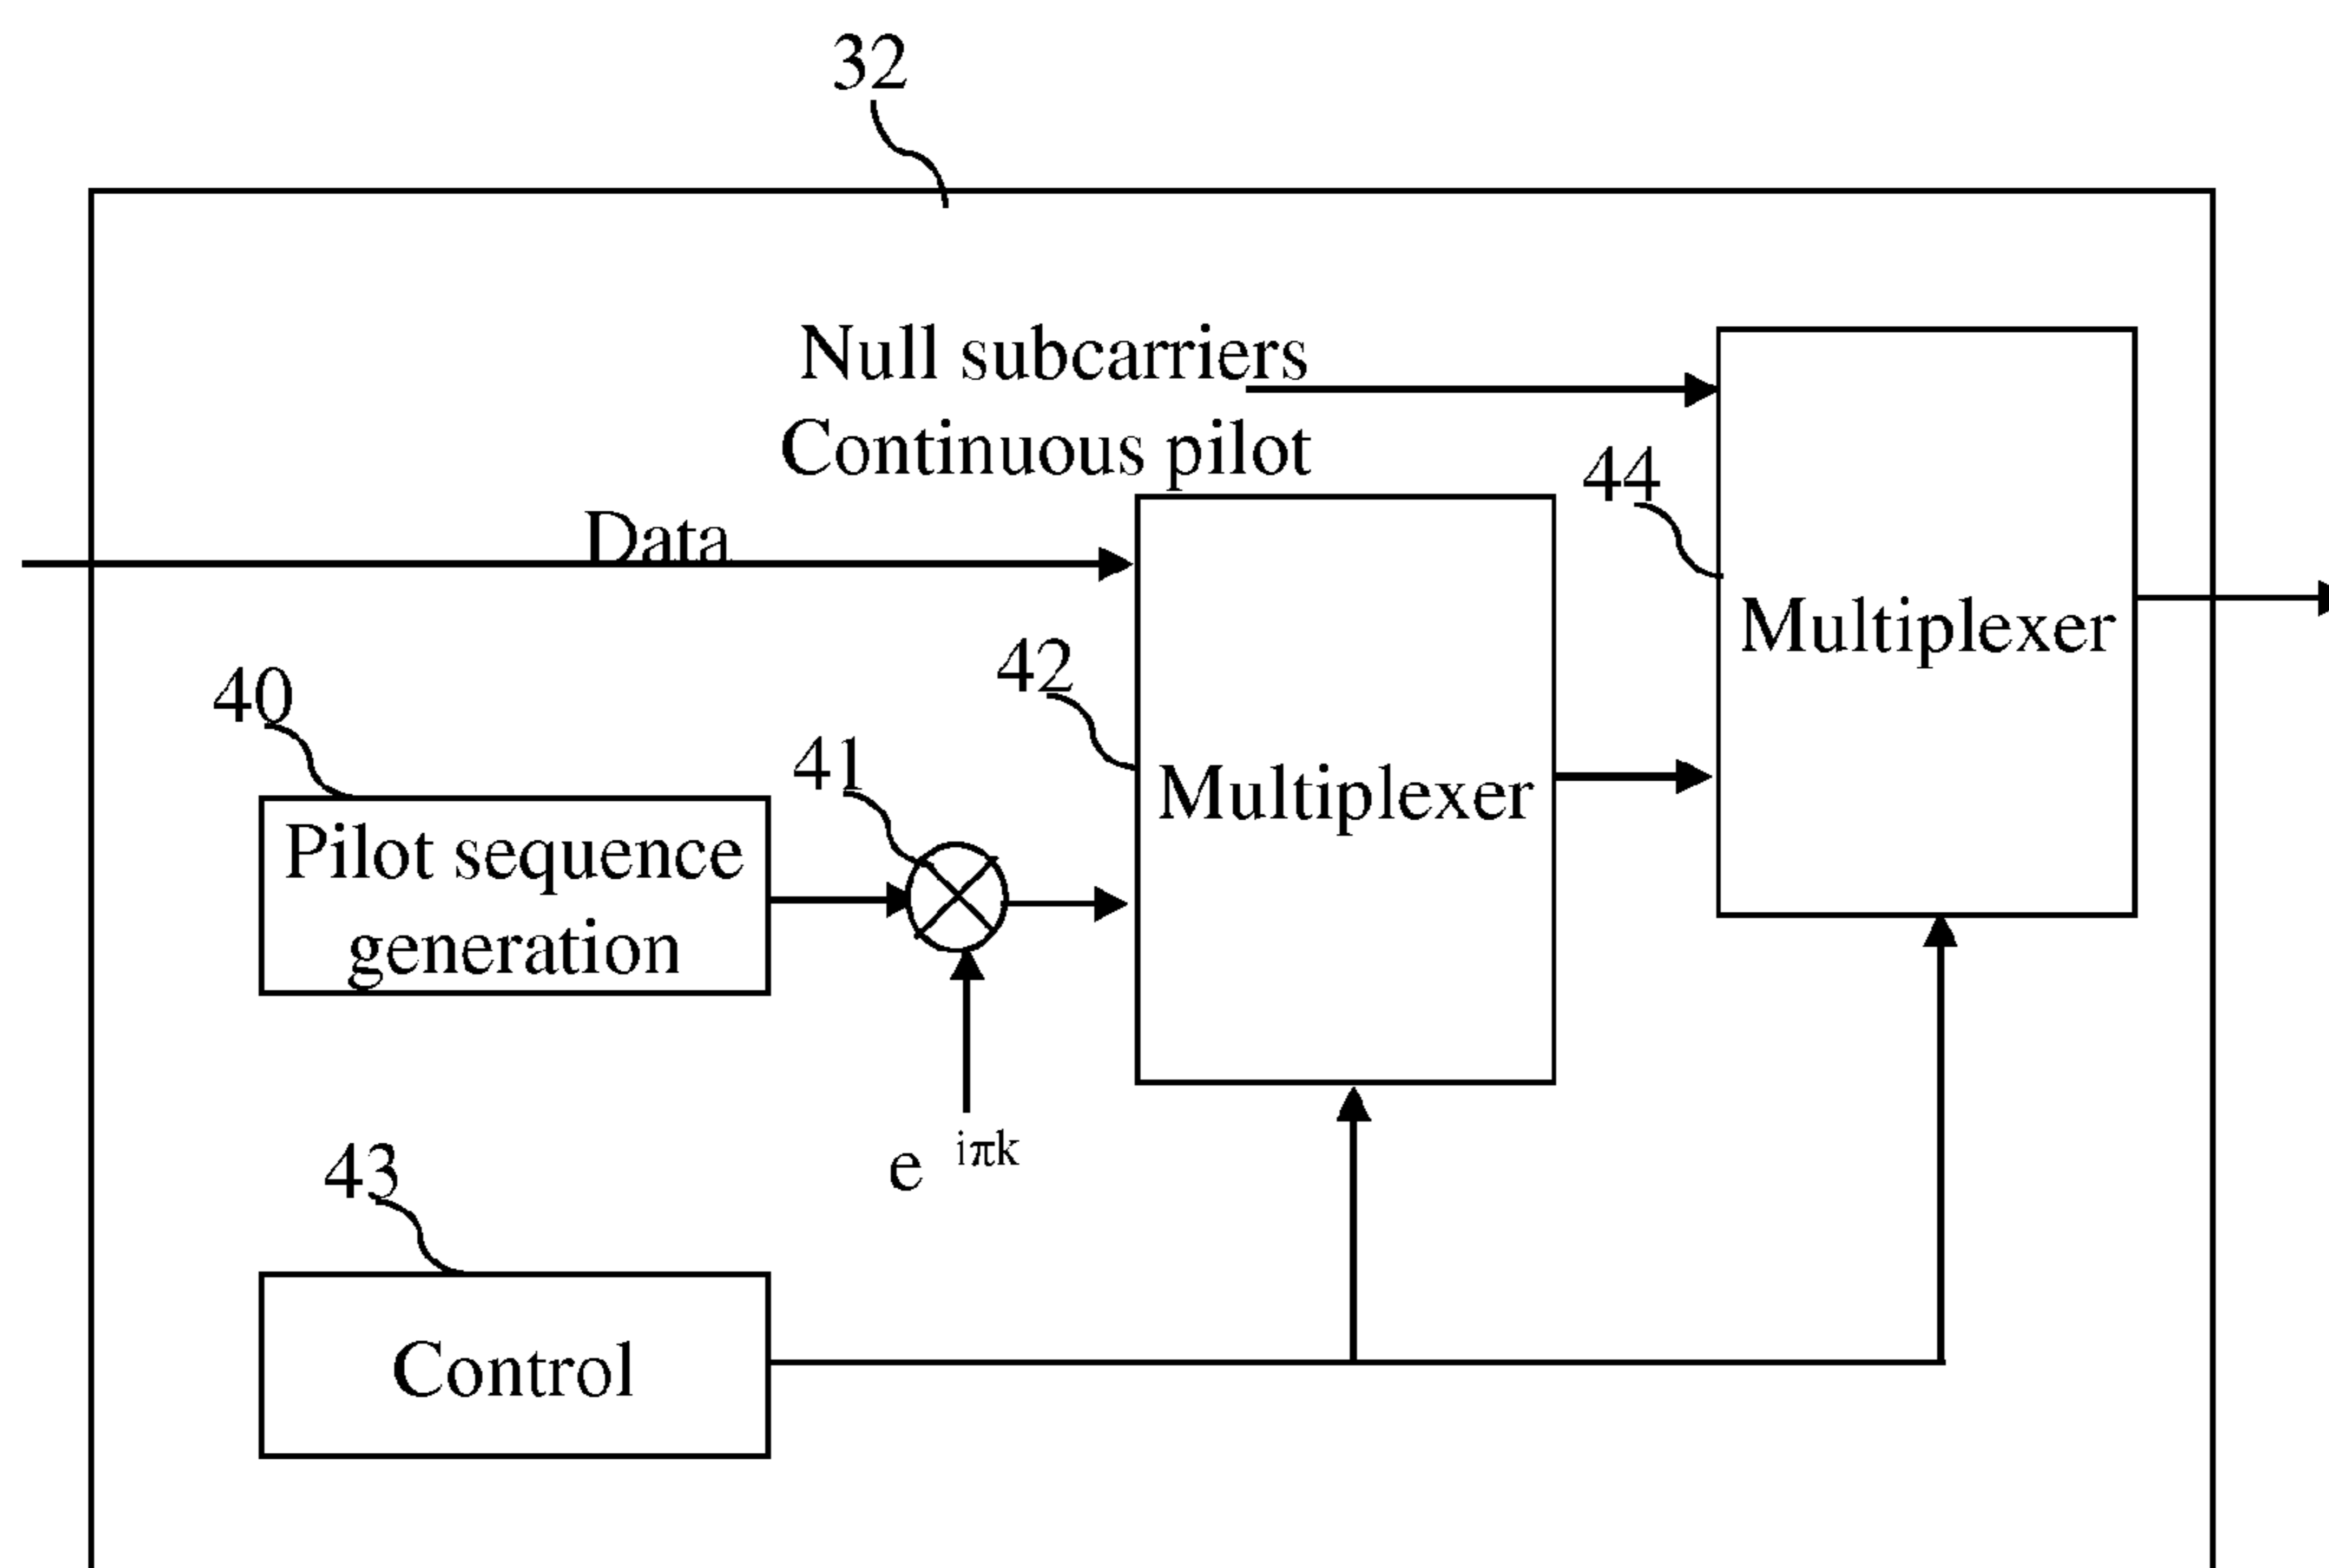 32
Null subcarriers
Continuous pilot
44
Data
Multiplexer
42
40
41
Multiplexer
Pilot sequence
generation
e iπk
43
Control